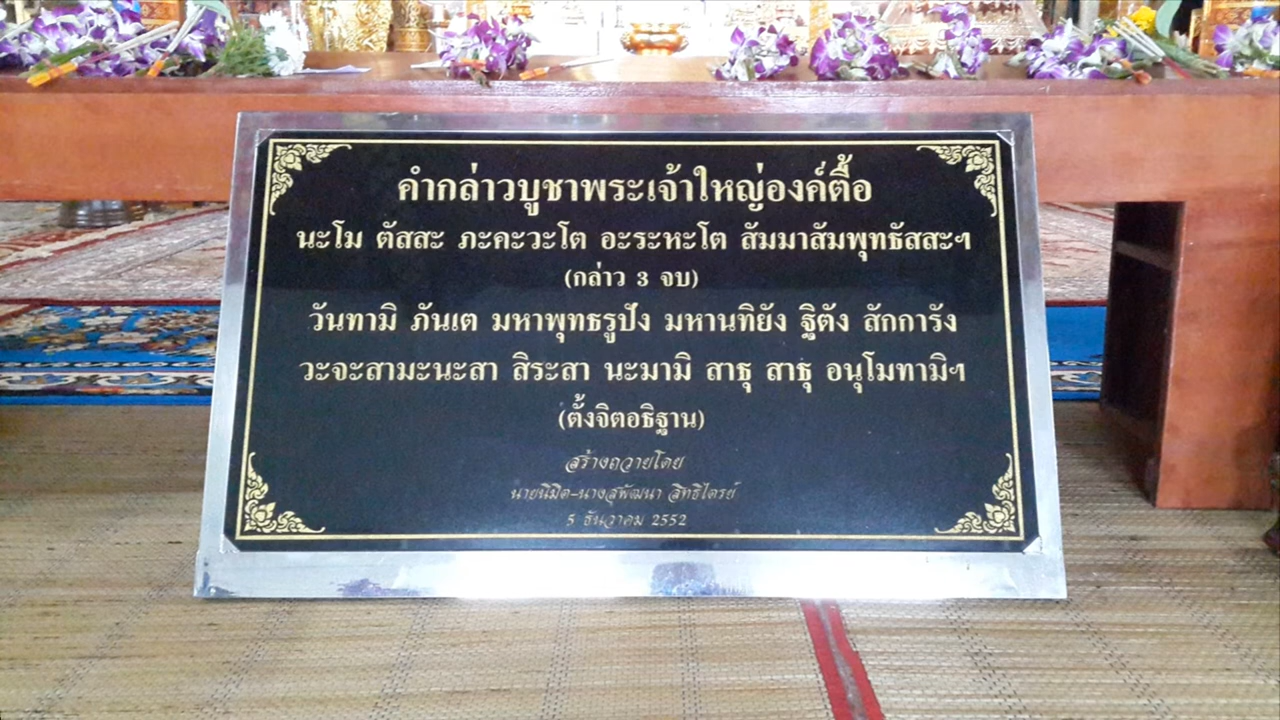 คำกล่าวบูชาพระเจ้าใหญ่องค์ตื้อ
นะโม ตัสสะ ภะคะวะโต อะระหะโต สัมมาสัมพุทธัสสะฯ
(กล่าว 3 จบ)
วันทามิ ภันเต มหาพุทธรูปัง มหานทิยัง ฐิตัง สักการัง
วะจะสามะนะสา สิระสา นะมามิ สาธุ สาธุ อนุโมทามิฯ
(ตั้งจิตอธิฐาน)
สร้างถวายโดย
นายนิมิต-นางสุพัฒนา สิทธิไตรย์
5 ธันวาคม 2552